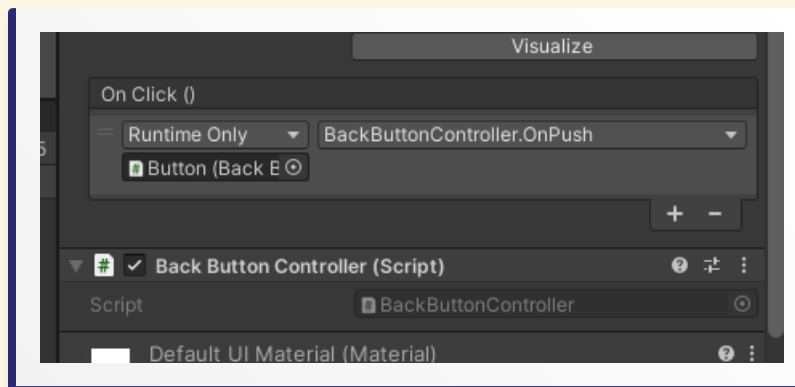 Visualize
On Click ()
Runtime Only BackButtonController.OnPush
5 Button (Back B
+ -
# Back Button Controller (Script)
Script BackButtonController
Default UI Material (Material)